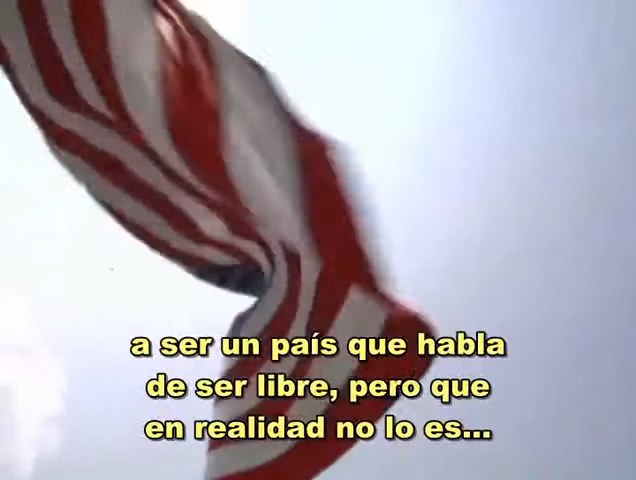 a ser un país que habla
de ser libre, pero que
en realidad no lo es...